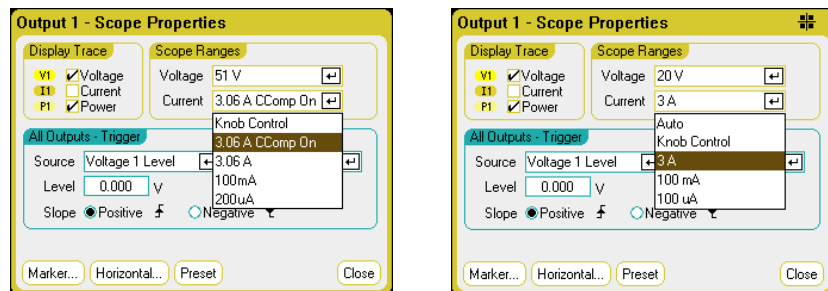 Output 1 - Scope Properties
Display Trace
Scope Ranges
V1 Voltage
I1 Current
P1 Power
Voltage 51 V
Current 3.06 A CComp On
Knob Control
3.06 A CComp On
3.06 A
100mA
200uA
All Outputs - Trigger
Source Voltage 1 Level
Level 0.000 V
Slope Positive Negative
Marker... Horizontal... Preset Close
Output 1 - Scope Properties
Display Trace
Scope Ranges
V1 Voltage
I1 Current
P1 Power
Voltage 20 V
Current 3 A
Auto
Knob Control
3 A
100 mA
100 uA
All Outputs - Trigger
Source Voltage 1 Level
Level 0.000 V
Slope Positive Negative
Marker... Horizontal... Preset Close